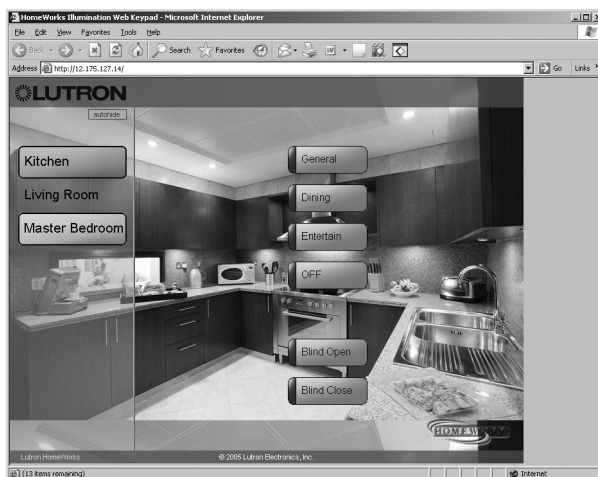 HomeWorks Illumination Web Keypad - Microsoft Internet Explorer
File Edit View Favorites Tools Help
Back Search Favorites
Address http://12.175.127.14/ Go Links
LUTRON
autohide
Kitchen
Living Room
Master Bedroom
General
Dining
Entertain
OFF
Blind Open
Blind Close
HOMEWORKS
Lutron HomeWorks © 2005 Lutron Electronics, Inc.
(13 items remaining) Internet